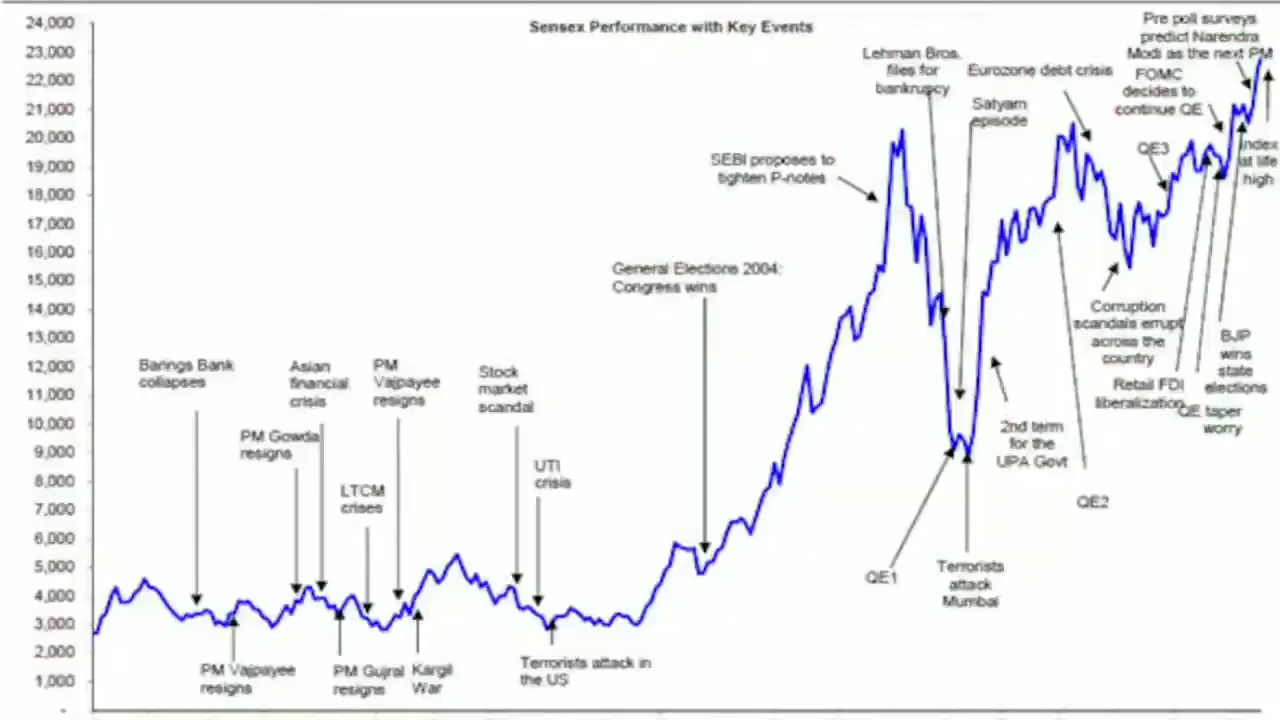 Sensex Performance with Key Events
24,000
23,000
22,000
21,000
20,000
19,000
18,000
17,000
16,000
15,000
14,000
13,000
12,000
11,000
10,000
9,000
8,000
7,000
6,000
5,000
4,000
3,000
2,000
1,000
-
Barings Bank
collapses
PM Vajpayee
resigns
PM Gowda
resigns
Asian
financial
crisis
PM Gujral
resigns
LTCM
crises
PM
Vajpayee
resigns
Kargil
War
Stock
market
scandal
UTI
crisis
Terrorists attack in
the US
General Elections 2004:
Congress wins
SEBI proposes to
tighten P-notes
Lehman Bros.
files for
bankruptcy
QE1
Satyam
episode
Terrorists
attack
Mumbai
2nd term
for the
UPA Govt
QE2
Eurozone debt crisis
Corruption
scandals errupt
across the
country
QE3
Retail FDI
liberalization
QE taper
worry
FOMC
decides to
continue QE
BJP
wins
state
elections
Pre poll surveys
predict Narendra
Modi as the next PM
Index
at life
high